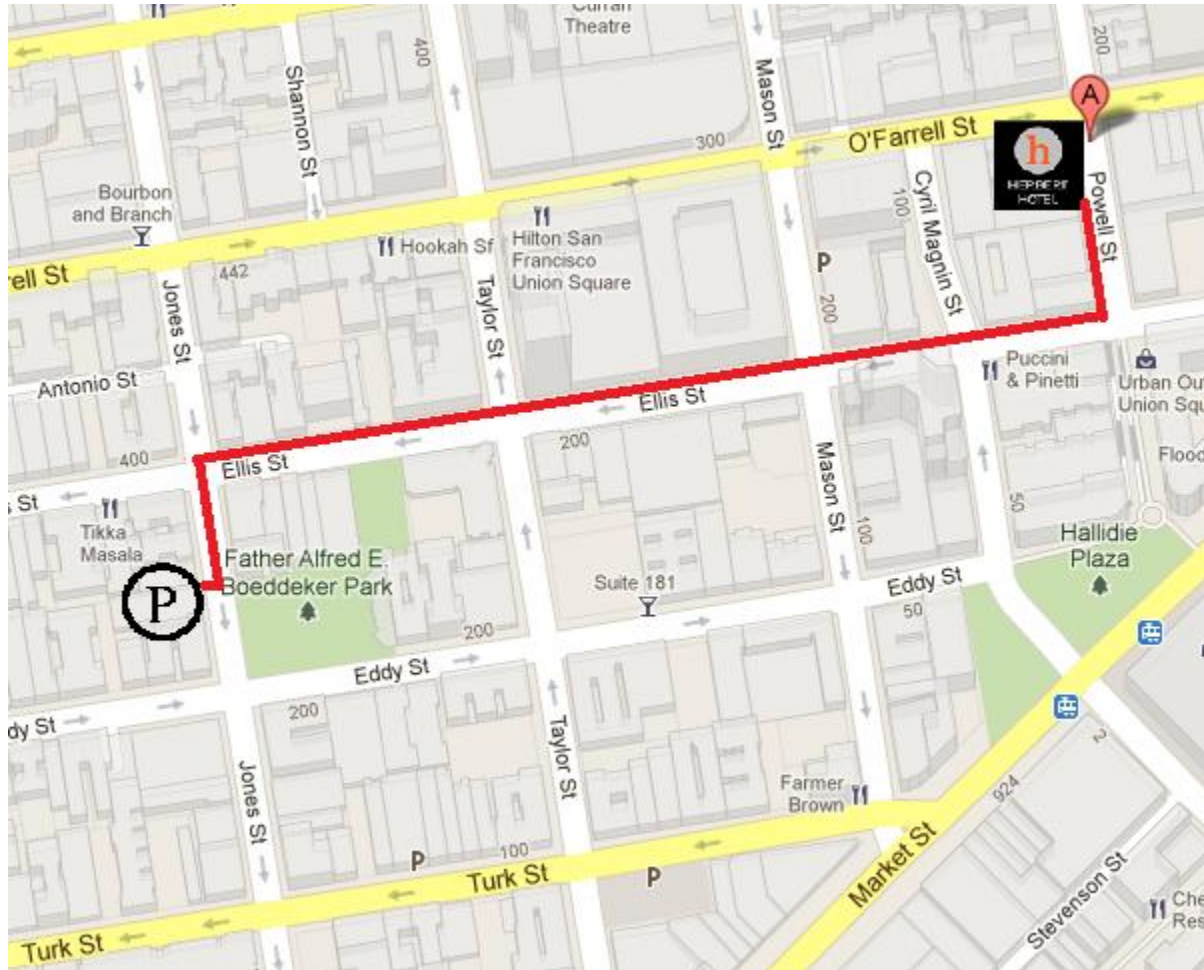 Curran
Theatre
200
400
Shannon St
Mason St
A
300
O'Farrell St
h
HERBERT
HOTEL
Powell St
Cyril Magnin St
100
Bourbon
and Branch
Hookah Sf
Hilton San
Francisco
Union Square
P
200
rell St
442
Jones St
Taylor St
Antonio St
Puccini
& Pinetti
Urban Ou
Union Squ
Ellis St
200
400
Ellis St
s St
Flood
Tikka
Masala
Mason St
50
100
Hallidie
Plaza
Father Alfred E.
Boeddeker Park
P
Suite 181
Eddy St
50
200
Eddy St
dy St
200
Taylor St
2
Jones St
Farmer
Brown
924
P
100
Turk St
P
Market St
Stevenson St
Che
Res
Turk St